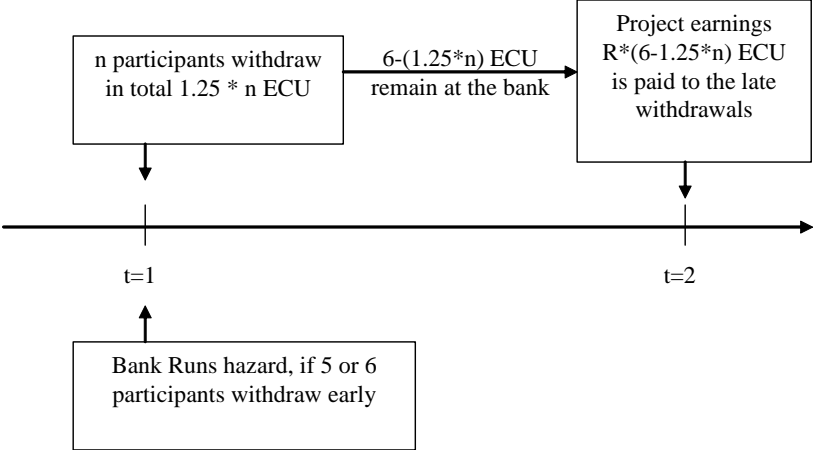 n participants withdraw
in total 1.25 * n ECU
6-(1.25*n) ECU
remain at the bank
Project earnings
R*(6-1.25*n) ECU
is paid to the late
withdrawals
t=1
t=2
Bank Runs hazard, if 5 or 6
participants withdraw early